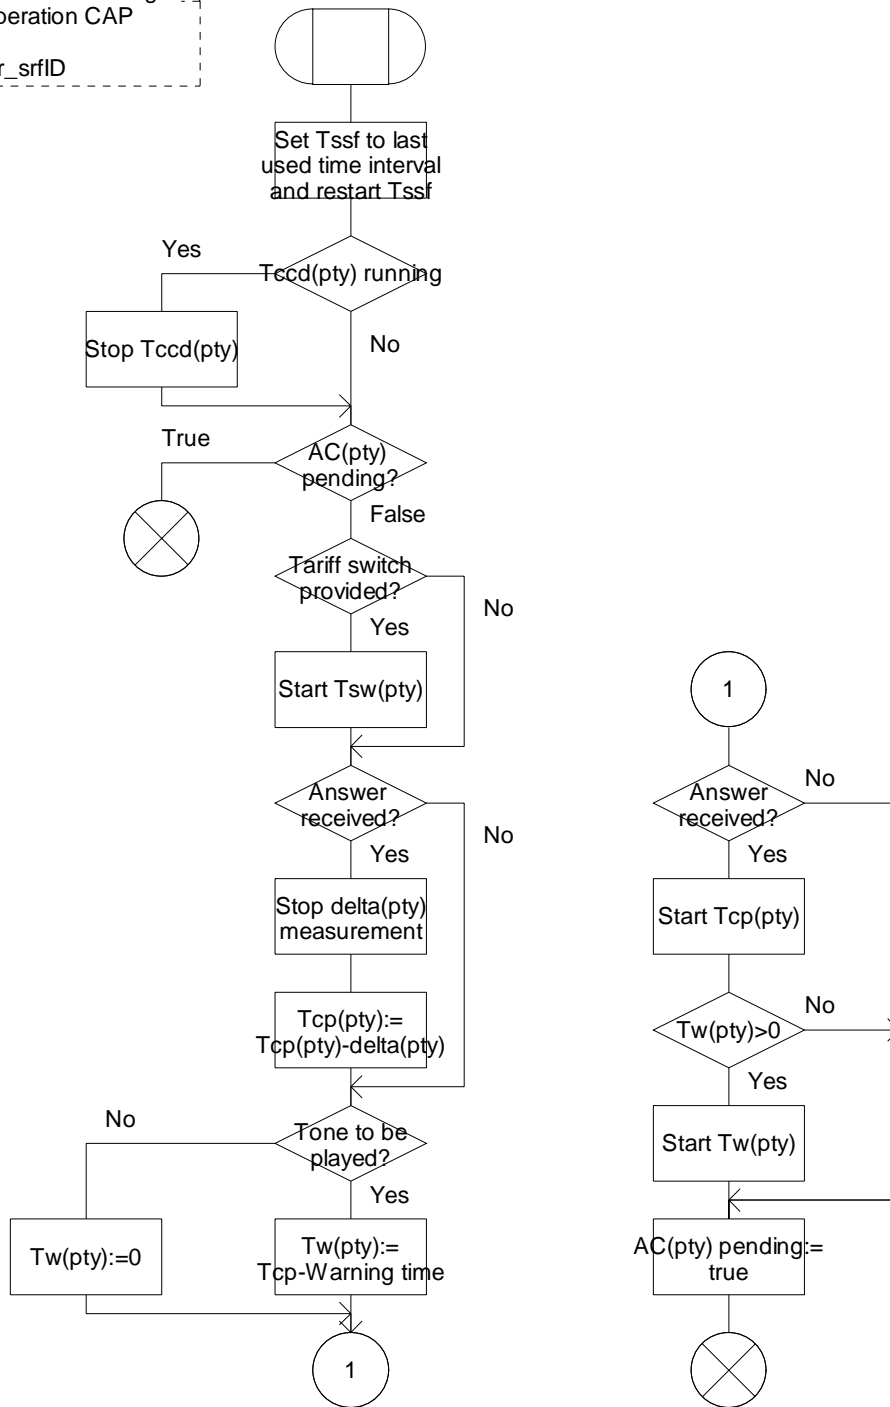 peration CAP
r_srfID
Set Tssf to last
used time interval
and restart Tssf
Yes
Tccd(pty) running
Stop Tccd(pty)
No
True
AC(pty)
pending?
False
Tariff switch
provided?
No
Yes
Start Tsw(pty)
Answer
received?
No
Yes
Stop delta(pty)
measurement
Tcp(pty):=
Tcp(pty)-delta(pty)
No
Tone to be
played?
Yes
Tw(pty):=0
Tw(pty):=
Tcp-Warning time
1
1
Answer
received?
No
Yes
Start Tcp(pty)
Tw(pty)>0
No
Yes
Start Tw(pty)
AC(pty) pending:=
true